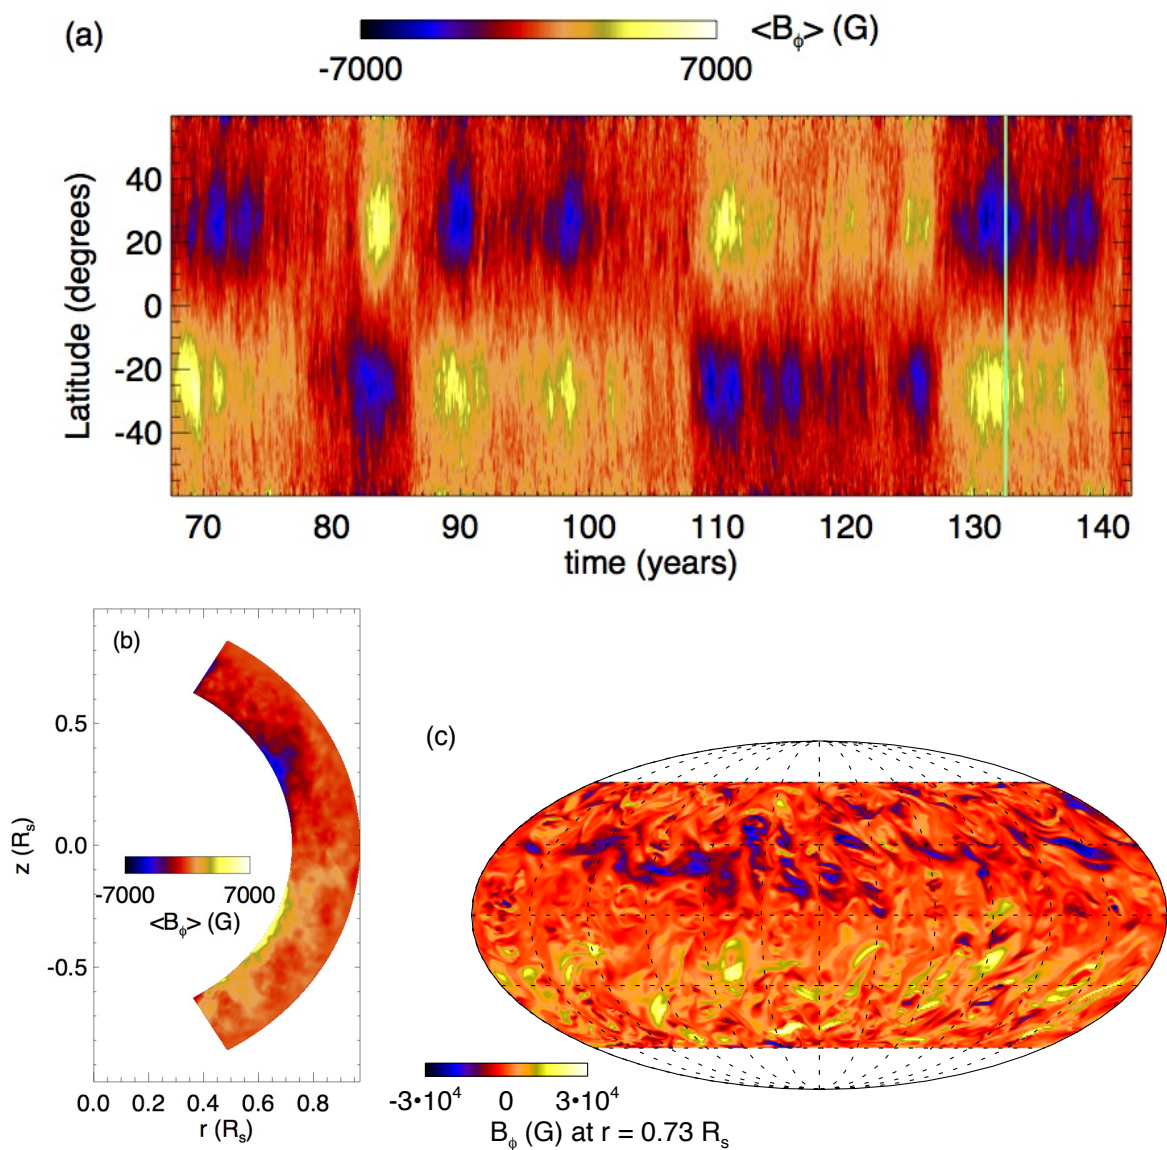 (a)
<Bϕ> (G)
-7000 7000
Latitude (degrees)
40
20
0
-20
-40
70 80 90 100 110 120 130 140
time (years)
(b)
z (Rs)
0.5
0.0
-0.5
-7000 7000
<Bϕ> (G)
0.0 0.2 0.4 0.6 0.8
r (Rs)
(c)
-3•10⁴ 0 3•10⁴
Bϕ (G) at r = 0.73 Rs